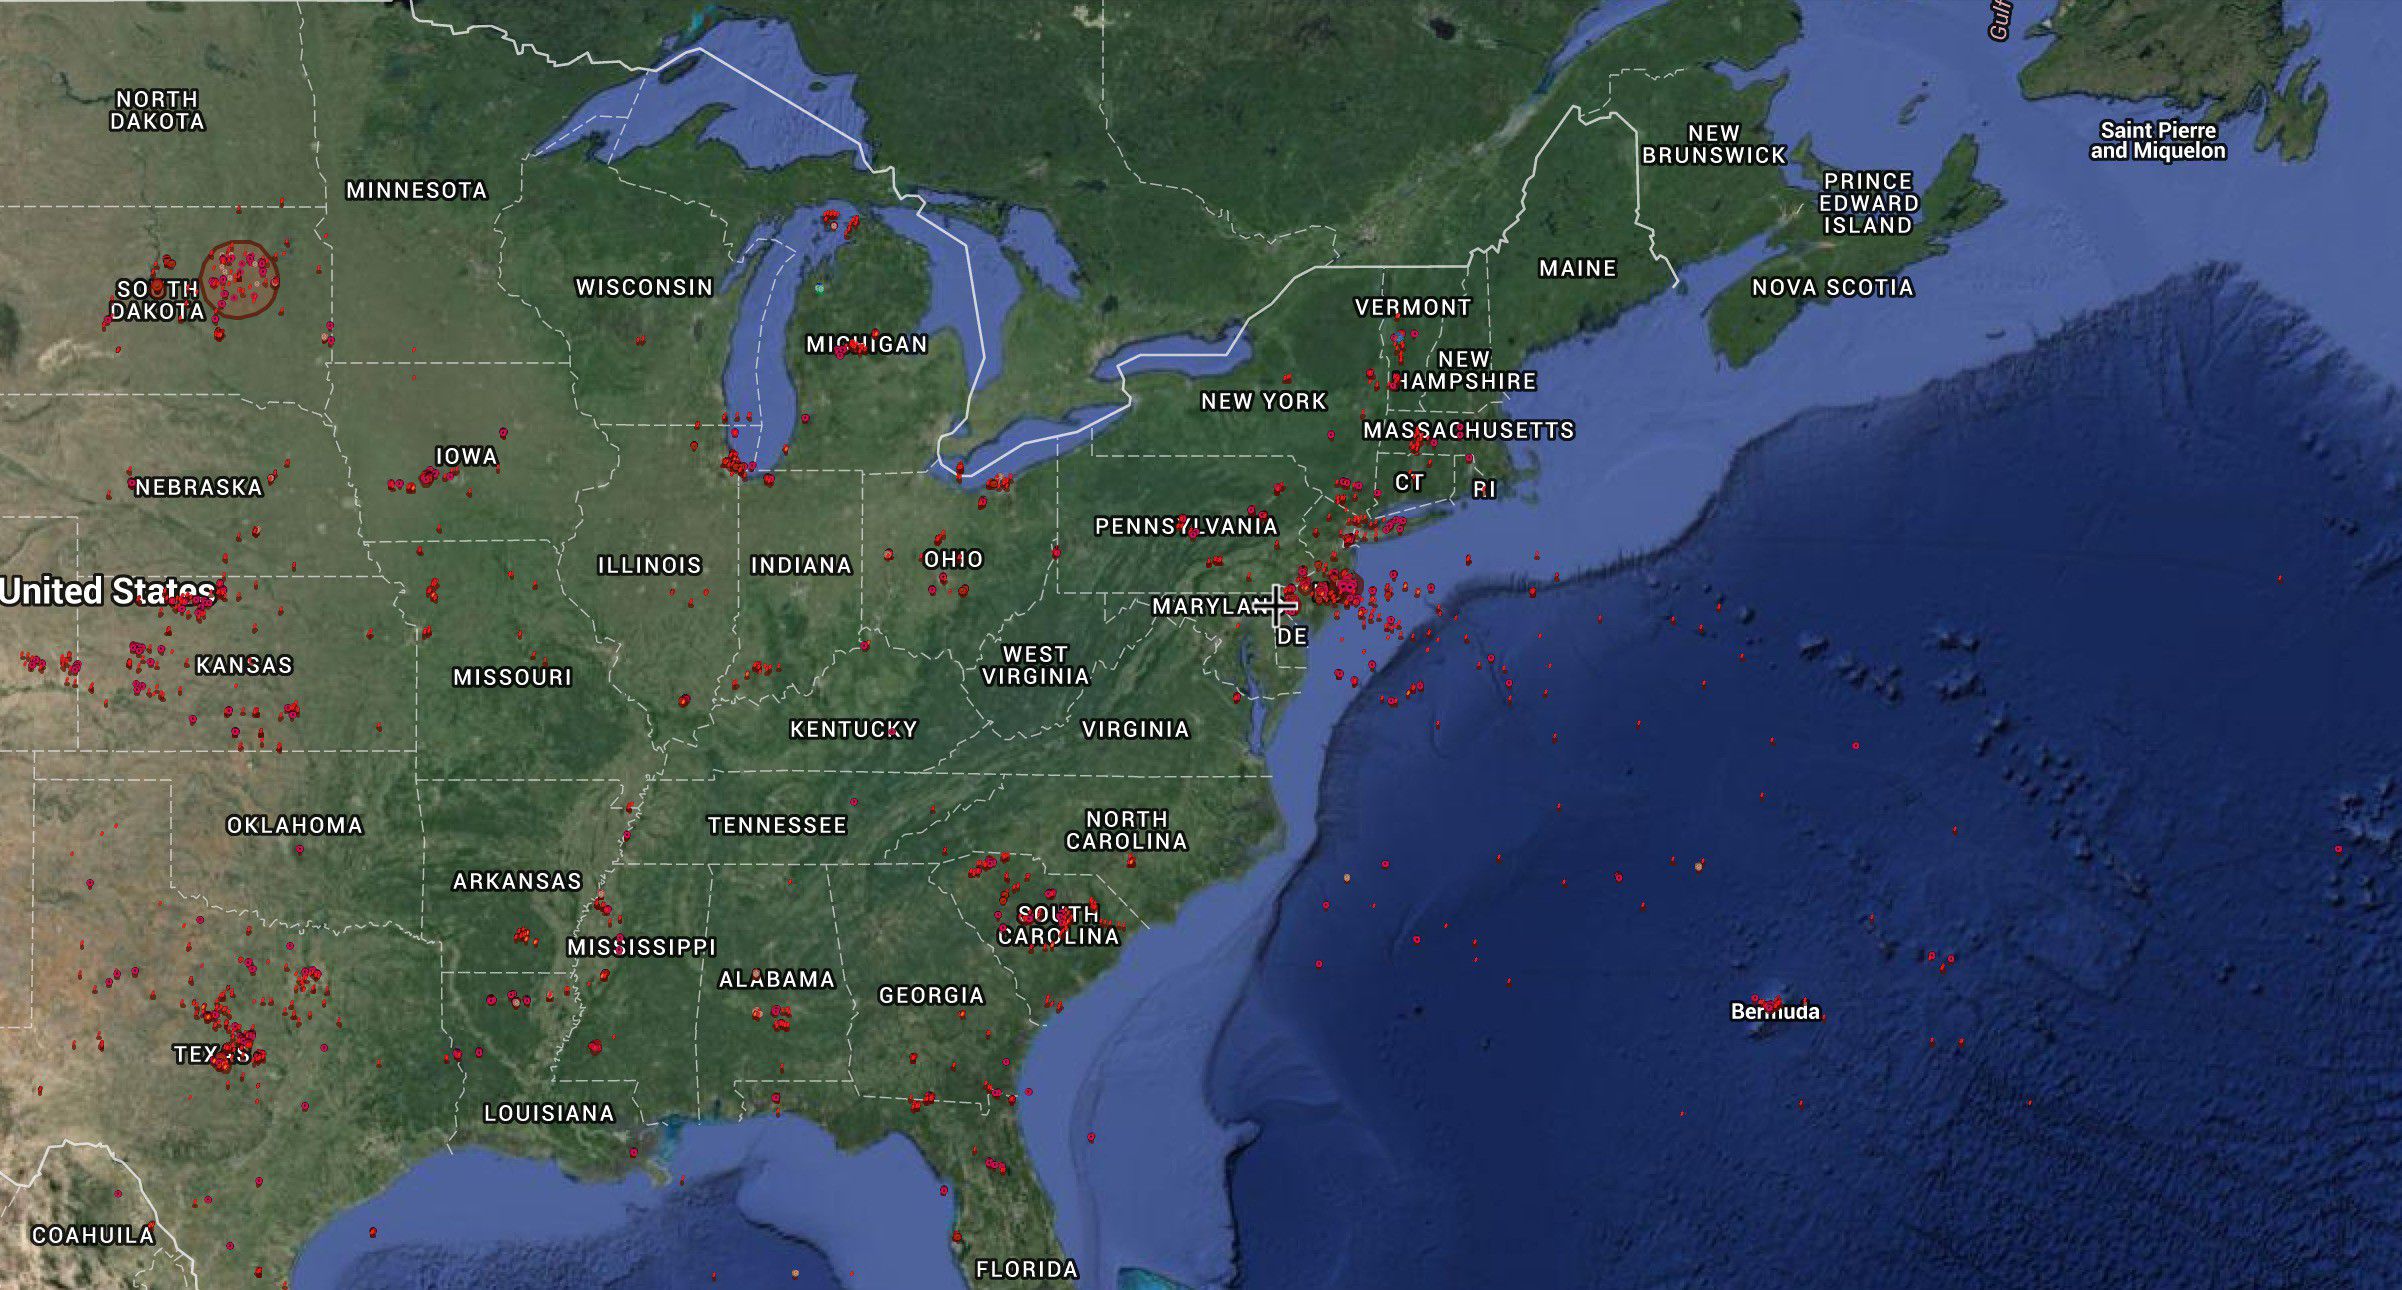 Gulf
NORTH
DAKOTA
NEW
BRUNSWICK
Saint Pierre
and Miquelon
MINNESOTA
PRINCE
EDWARD
ISLAND
MAINE
WISCONSIN
NOVA SCOTIA
SOUTH
DAKOTA
VERMONT
MICHIGAN
NEW
HAMPSHIRE
NEW YORK
MASSACHUSETTS
IOWA
NEBRASKA
CT
RI
PENNSYLVANIA
ILLINOIS
INDIANA
OHIO
United States
MARYLAN
DE
KANSAS
MISSOURI
WEST
VIRGINIA
KENTUCKY
VIRGINIA
OKLAHOMA
TENNESSEE
NORTH
CAROLINA
ARKANSAS
SOUTH
CAROLINA
MISSISSIPPI
ALABAMA
GEORGIA
Bermuda
TEXAS
LOUISIANA
COAHUILA
FLORIDA